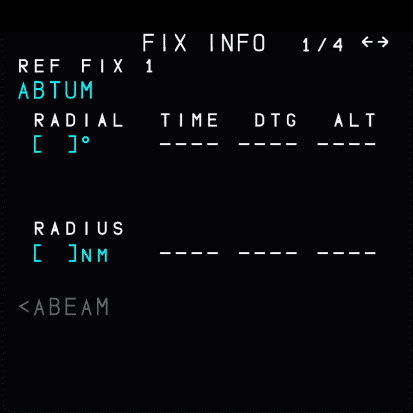 FIX INFO 1/4 ←→
REF FIX 1
ABTUM
RADIAL TIME DTG ALT
[ ]° ---- ---- ----
RADIUS
[ ]NM ---- ---- ----
<ABEAM